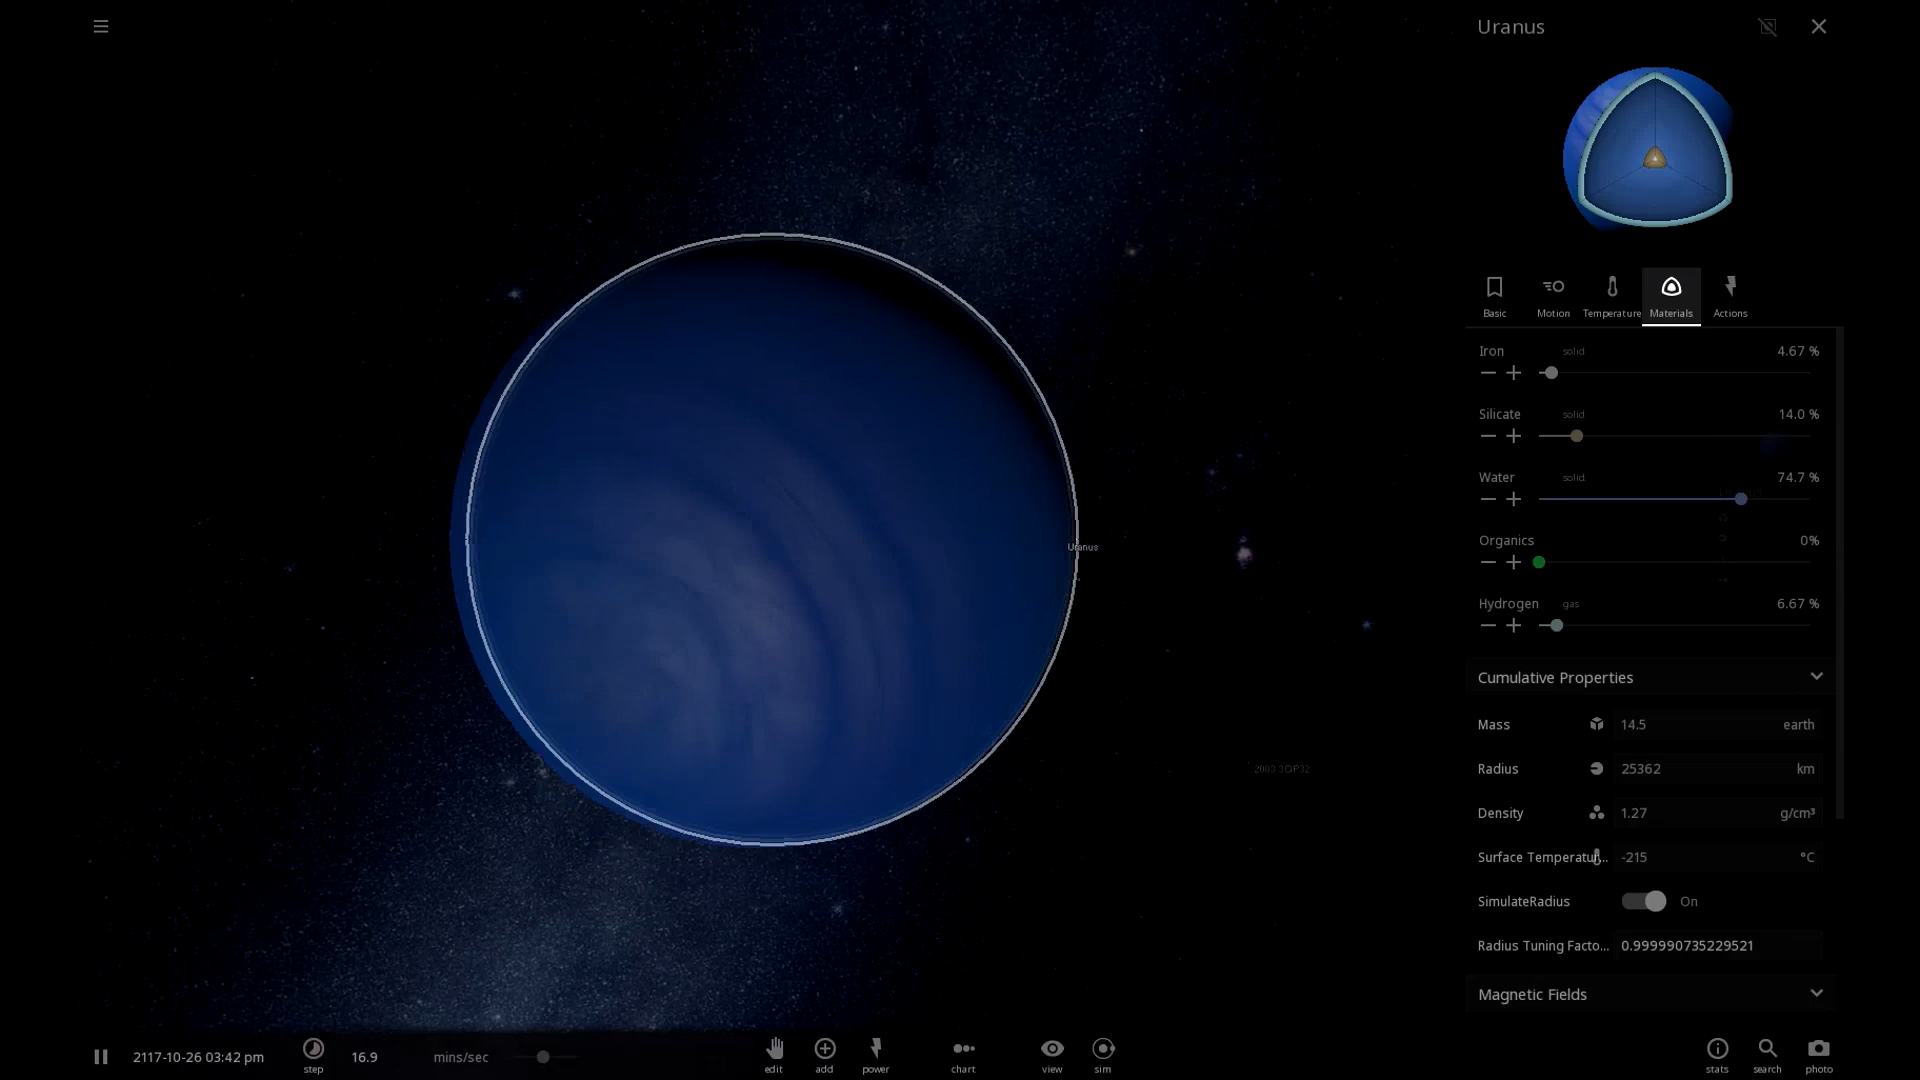 Uranus
Basic
Motion
Temperature
Materials
Actions
Iron solid 4.67 %
Silicate solid 14.0 %
Water solid 74.7 %
Organics 0%
Hydrogen gas 6.67 %
Cumulative Properties
Mass 14.5 earth
Radius 25362 km
Density 1.27 g/cm³
Surface Temperatur... -215 °C
SimulateRadius On
Radius Tuning Facto... 0.999990735229521
Magnetic Fields
Uranus
2117-10-26 03:42 pm
step
16.9 mins/sec
edit
add
power
chart
view
sim
stats
search
photo